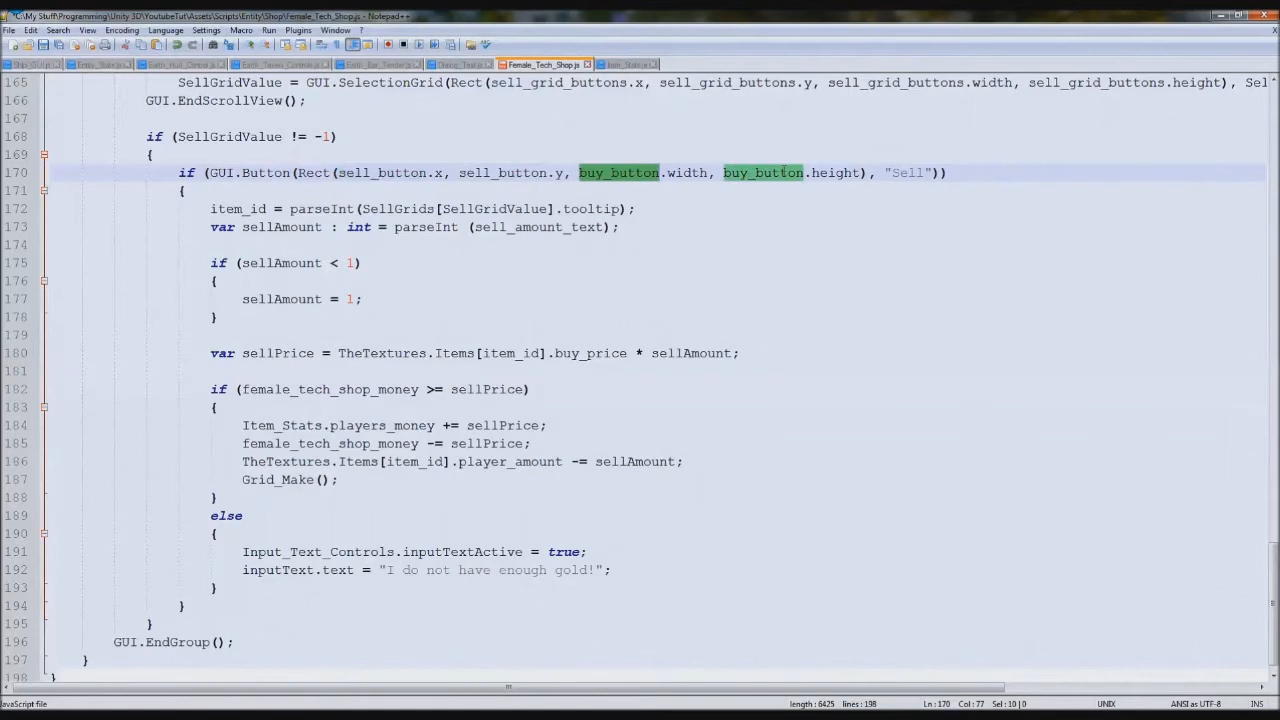 *C:\My Stuff\Programming\Unity 3D\YoutubeTut\Assets\Scripts\Entity\Shop\Female_Tech_Shop.js - Notepad++
File Edit Search View Encoding Language Settings Macro Run Plugins Window ?
Female_Tech_Shop.js
165 SellGridValue = GUI.SelectionGrid(Rect(sell_grid_buttons.x, sell_grid_buttons.y, sell_grid_buttons.width, sell_grid_buttons.height), Sel
166 GUI.EndScrollView();
167
168 if (SellGridValue != -1)
169 {
170 if (GUI.Button(Rect(sell_button.x, sell_button.y, buy_button.width, buy_button.height), "Sell"))
171 {
172 item_id = parseInt(SellGrids[SellGridValue].tooltip);
173 var sellAmount : int = parseInt (sell_amount_text);
174
175 if (sellAmount < 1)
176 {
177 sellAmount = 1;
178 }
179
180 var sellPrice = TheTextures.Items[item_id].buy_price * sellAmount;
181
182 if (female_tech_shop_money >= sellPrice)
183 {
184 Item_Stats.players_money += sellPrice;
185 female_tech_shop_money -= sellPrice;
186 TheTextures.Items[item_id].player_amount -= sellAmount;
187 Grid_Make();
188 }
189 else
190 {
191 Input_Text_Controls.inputTextActive = true;
192 inputText.text = "I do not have enough gold!";
193 }
194 }
195 }
196 GUI.EndGroup();
197 }
198 }
JavaScript file length : 6425 lines : 198 Ln : 170 Col : 77 Sel : 10 | 0 UNIX ANSI as UTF-8 INS